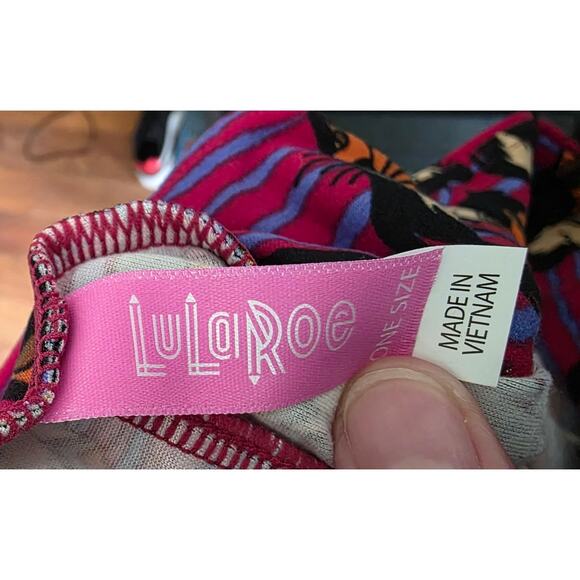 LuLaRoe
ONE SIZE
MADE IN
VIETNAM